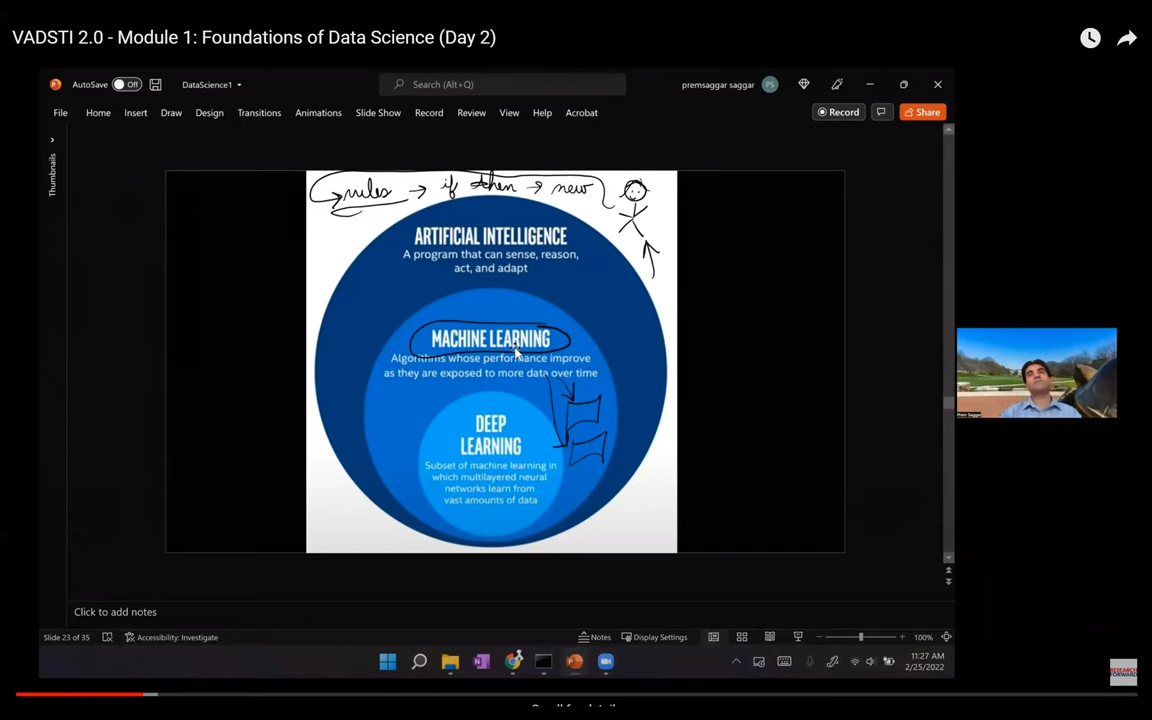 VADSTI 2.0 - Module 1: Foundations of Data Science (Day 2)
AutoSave Off
DataScience1
Search (Alt+Q)
premsaggar saggar
PS
File Home Insert Draw Design Transitions Animations Slide Show Record Review View Help Acrobat
Record
Share
Thumbnails
rules → if then → new
ARTIFICIAL INTELLIGENCE
A program that can sense, reason,
act, and adapt
MACHINE LEARNING
Algorithms whose performance improve
as they are exposed to more data over time
DEEP
LEARNING
Subset of machine learning in
which multilayered neural
networks learn from
vast amounts of data
Prem Saggar
Click to add notes
Slide 23 of 35
Accessibility: Investigate
Notes
Display Settings
100%
11:27 AM
2/25/2022
RESEARCH
FORWARD